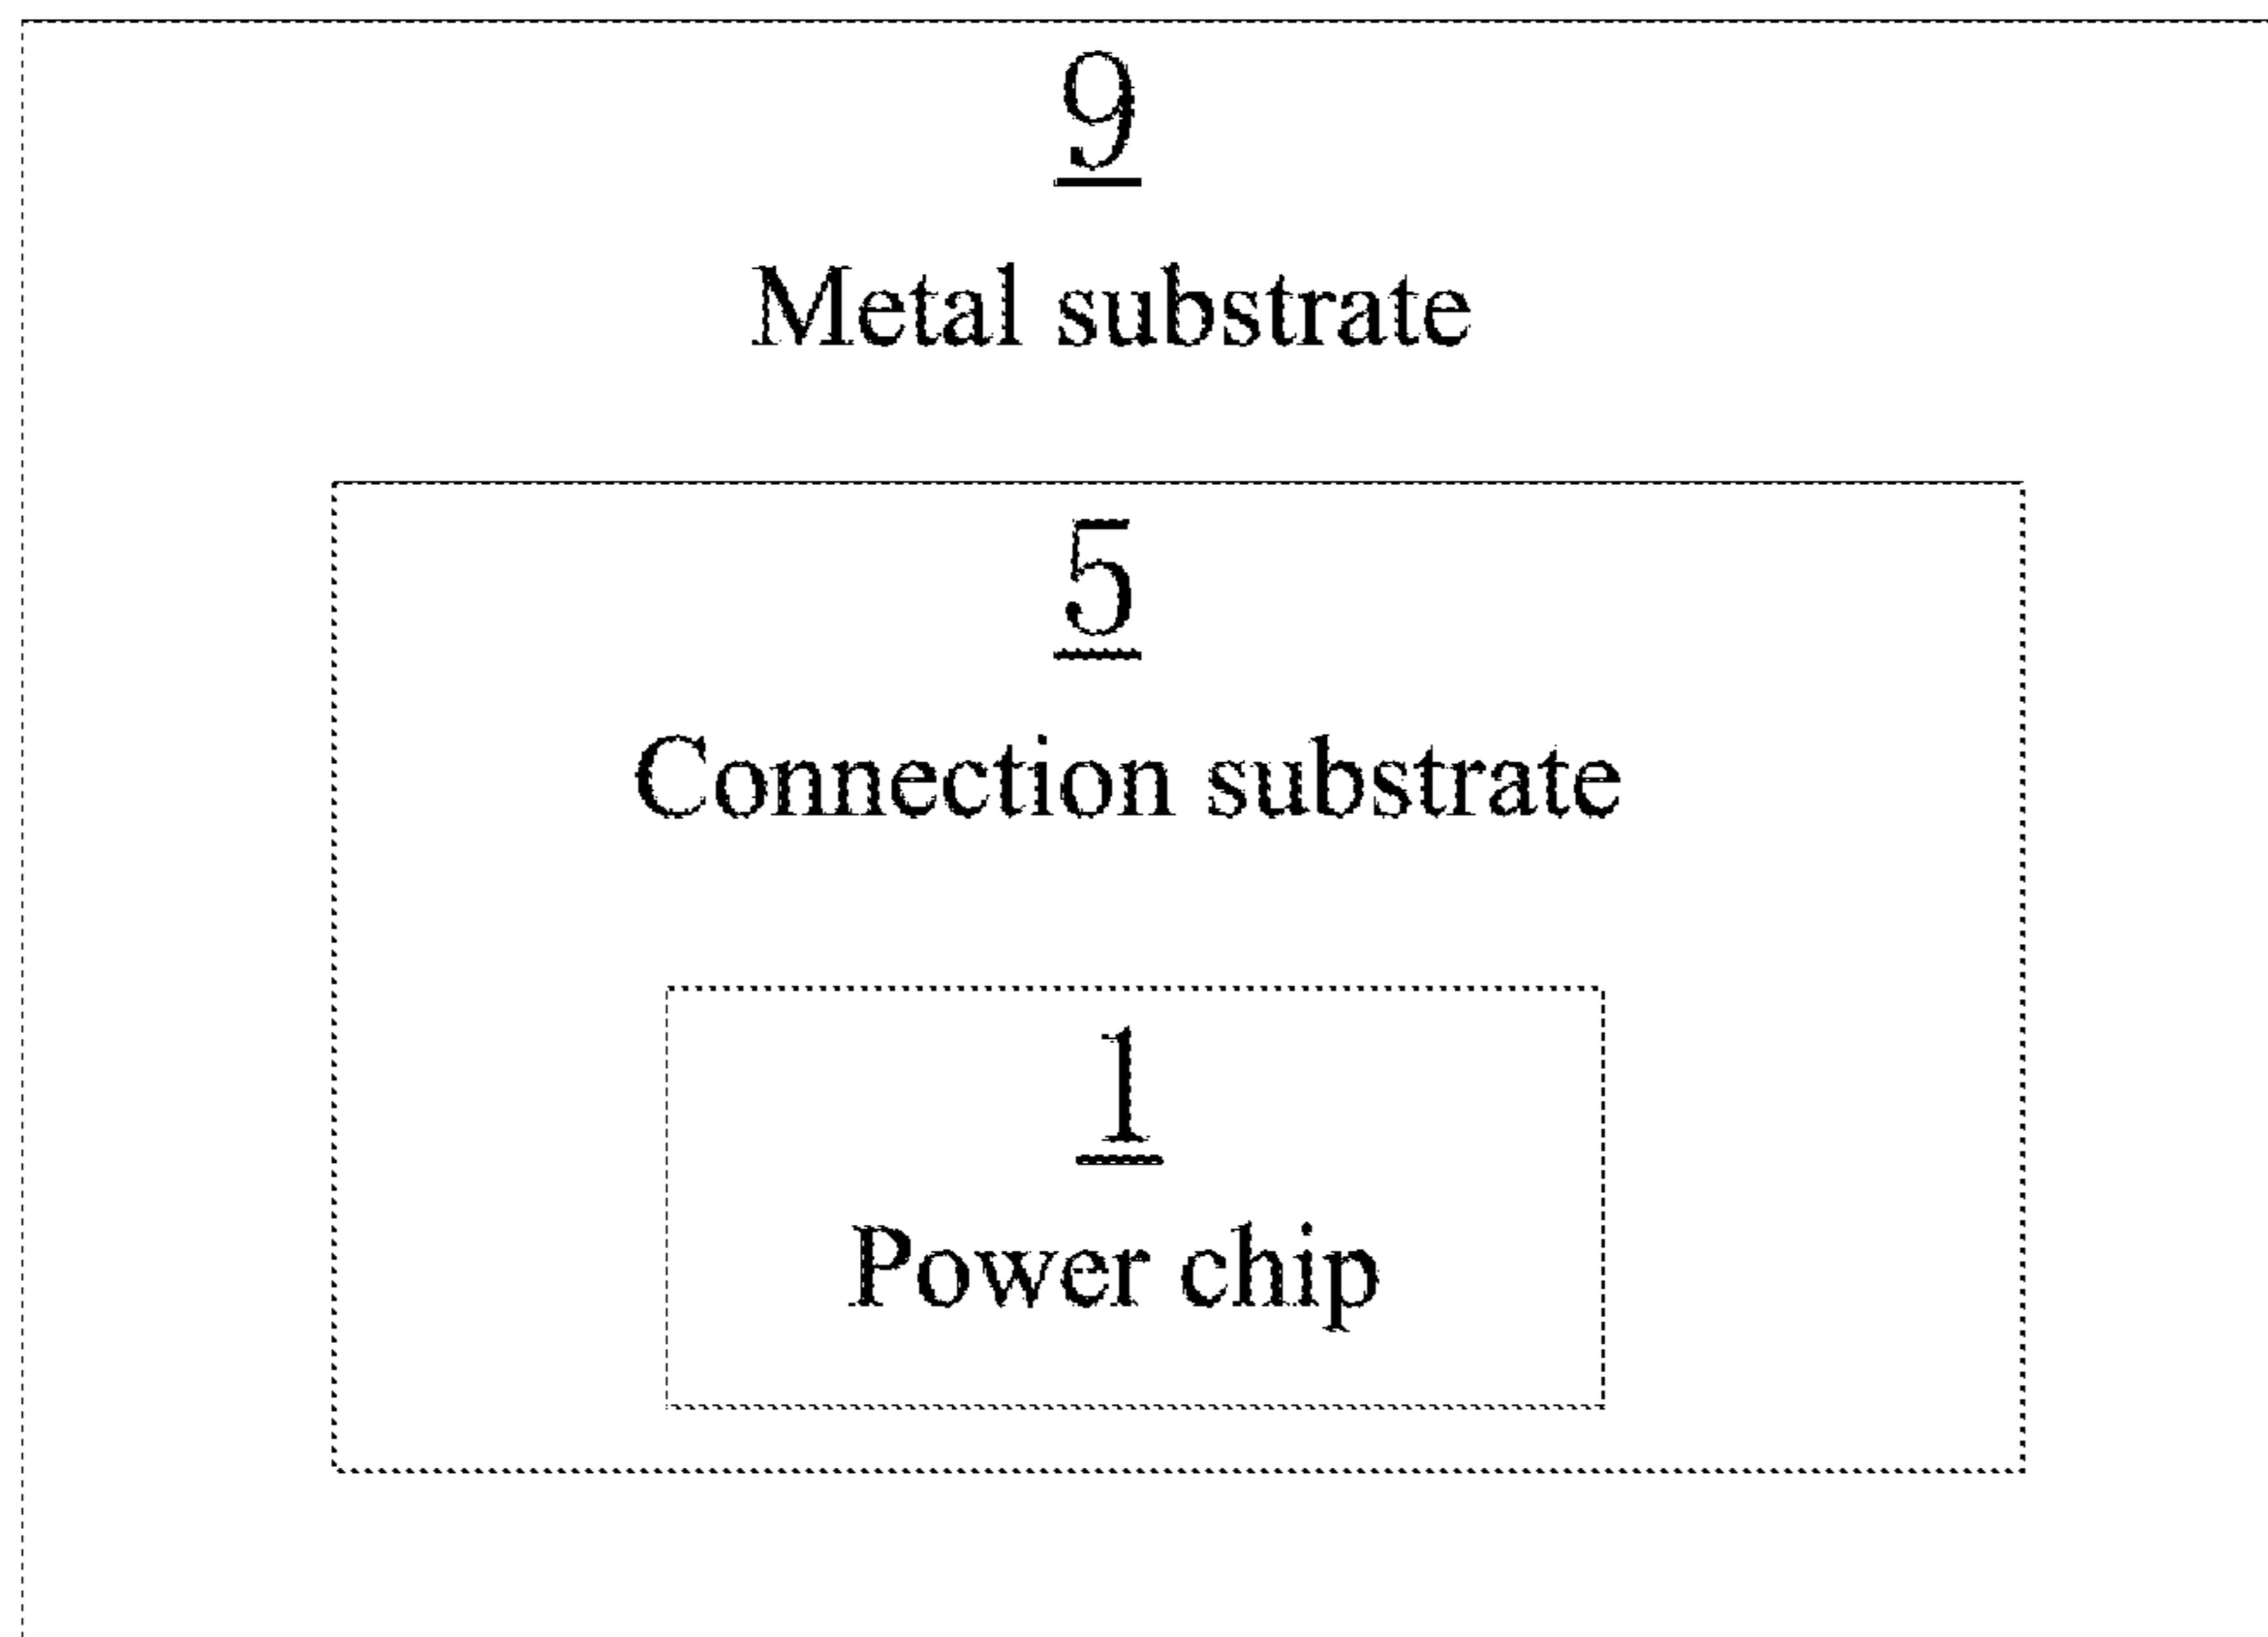 9
Metal substrate
5
Connection substrate
1
Power chip